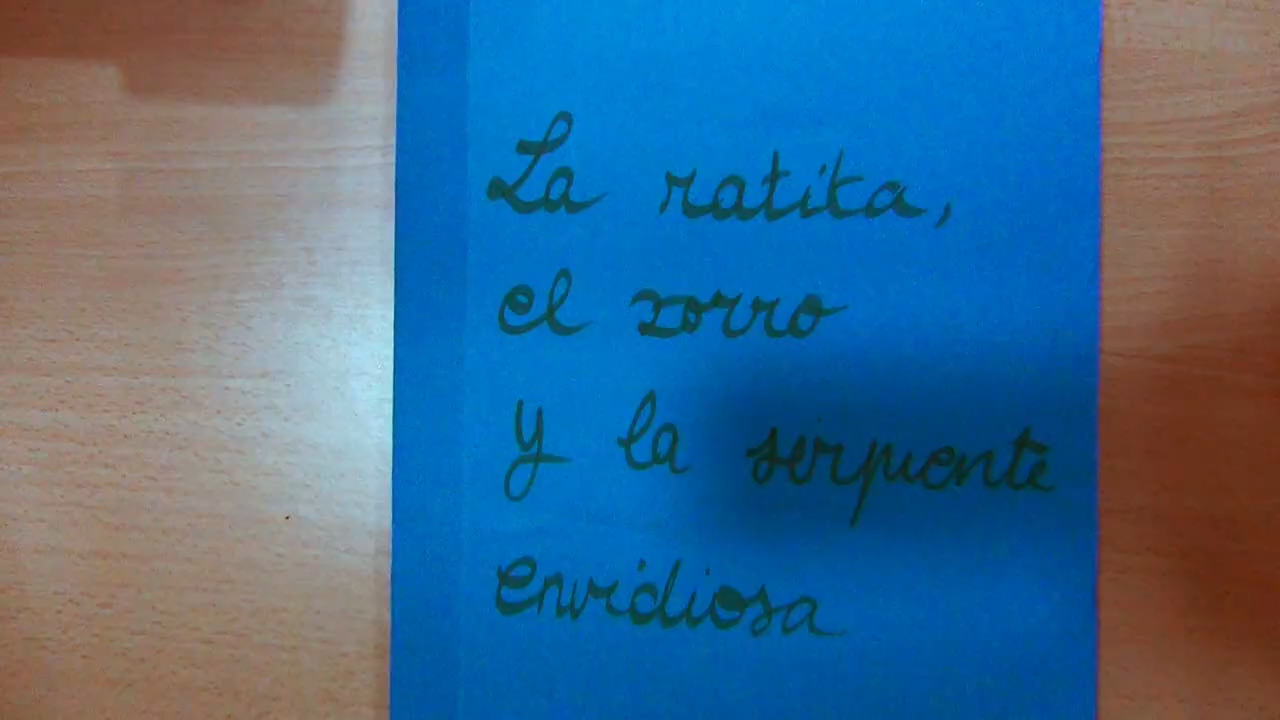 La ratita,
el zorro
y la serpiente
envidiosa